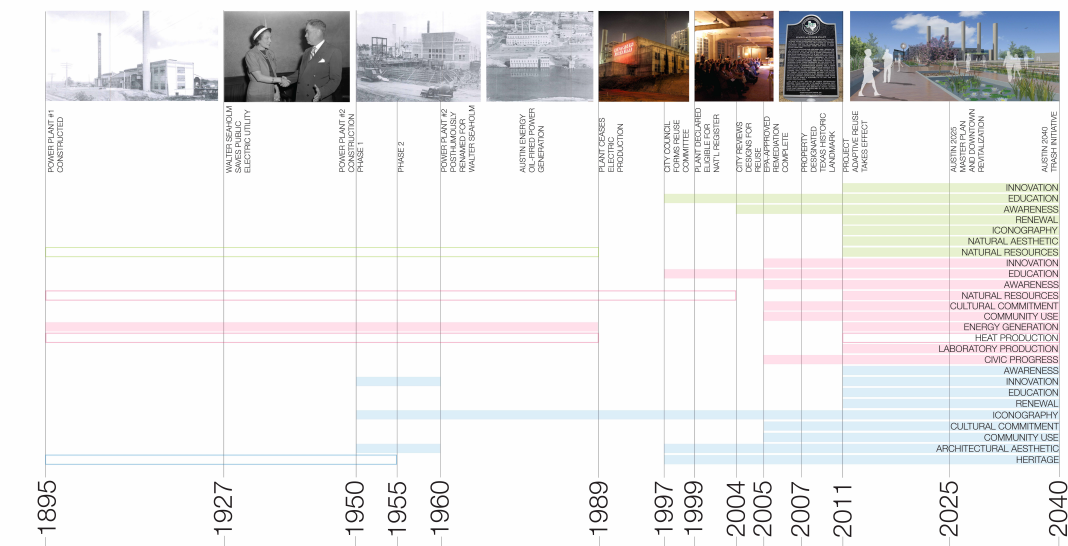 POWER PLANT #1
CONSTRUCTED
WALTER SEAHOLM
SAVES PUBLIC
ELECTRIC UTLITY
POWER PLANT #2
CONSTRUCTION
PHASE 1
PHASE 2
POWER PLANT #2
POSTHUMOUSLY
RENAMED FOR
WALTER SEAHOLM
AUSTIN ENERGY
OIL-FIRED POWER
GENERATION
PLANT CEASES
ELECTRIC
PRODUCTION
CITY COUNCIL
FORMS REUSE
COMMITTEE
PLANT DECLARED
ELIGIBLE FOR
NAT'L REGISTER
CITY REVIEWS
DESIGNS FOR
REUSE
EPA-APPROVED
REMEDIATION
COMPLETE
PROPERTY
DESIGNATED
TEXAS HISTORIC
LANDMARK
PROJECT
ADAPTIVE REUSE
TAKES EFFECT
AUSTIN 2025
MASTER PLAN
AND DOWNTOWN
REVITALIZATION
AUSTIN 2040
TRASH INITIATIVE
INNOVATION
EDUCATION
AWARENESS
RENEWAL
ICONOGRAPHY
NATURAL AESTHETIC
NATURAL RESOURCES
INNOVATION
EDUCATION
AWARENESS
NATURAL RESOURCES
CULTURAL COMMITMENT
COMMUNITY USE
ENERGY GENERATION
HEAT PRODUCTION
LABORATORY PRODUCTION
CIVIC PROGRESS
AWARENESS
INNOVATION
EDUCATION
RENEWAL
ICONOGRAPHY
CULTURAL COMMITMENT
COMMUNITY USE
ARCHITECTURAL AESTHETIC
HERITAGE
1895
1927
1950
1955
1960
1989
1997
1999
2004
2005
2007
2011
2025
2040